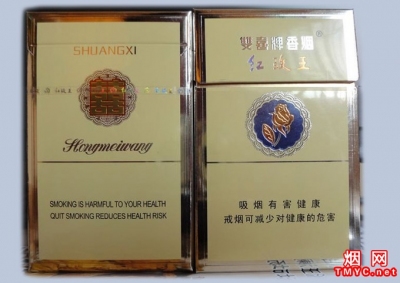 SHUANGXI
Hongmeiwang
SMOKING IS HARMFUL TO YOUR HEALTH
QUIT SMOKING REDUCES HEALTH RISK
雙喜牌香烟
红玫王
吸烟有害健康
戒烟可减少对健康的危害
烟网
TMYC.net